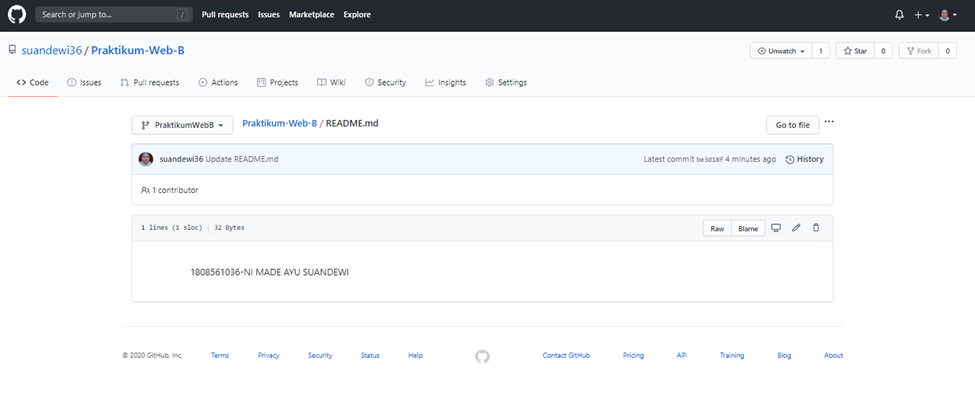 Search or jump to... /
Pull requests Issues Marketplace Explore
suandewi36 / Praktikum-Web-B
Unwatch 1 Star 0 Fork 0
Code Issues Pull requests Actions Projects Wiki Security Insights Settings
PraktikumWebB Praktikum-Web-B / README.md Go to file ...
suandewi36 Update README.md Latest commit be3d18f 4 minutes ago History
1 contributor
1 lines (1 sloc) 32 Bytes Raw Blame
1808561036-NI MADE AYU SUANDEWI
© 2020 GitHub, Inc. Terms Privacy Security Status Help Contact GitHub Pricing API Training Blog About